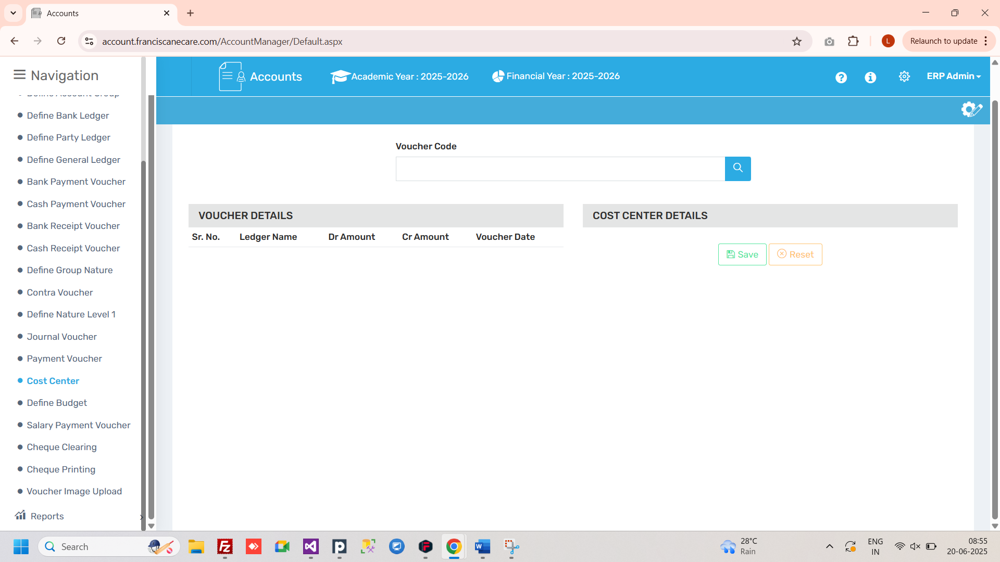 Accounts
account.franciscanecare.com/AccountManager/Default.aspx
L
Relaunch to update
Navigation
Accounts
Academic Year : 2025-2026
Financial Year : 2025-2026
ERP Admin
Define Account Group
Define Bank Ledger
Define Party Ledger
Define General Ledger
Bank Payment Voucher
Cash Payment Voucher
Bank Receipt Voucher
Cash Receipt Voucher
Define Group Nature
Contra Voucher
Define Nature Level 1
Journal Voucher
Payment Voucher
Cost Center
Define Budget
Salary Payment Voucher
Cheque Clearing
Cheque Printing
Voucher Image Upload
Reports
Voucher Code
VOUCHER DETAILS
Sr. No. Ledger Name Dr Amount Cr Amount Voucher Date
COST CENTER DETAILS
Save Reset
Search
28°C
Rain
ENG
IN
08:55
20-06-2025